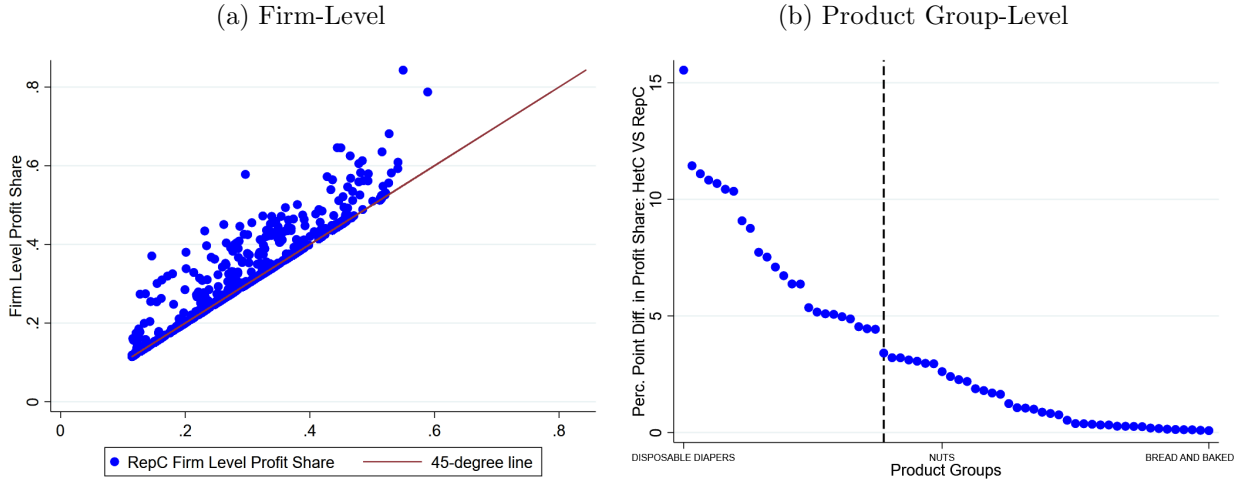 (a) Firm-Level
Firm Level Profit Share
.8
.6
.4
.2
0
0
.2
.4
.6
.8
RepC Firm Level Profit Share
45-degree line
(b) Product Group-Level
Perc. Point Diff. in Profit Share: HetC VS RepC
15
10
5
0
DISPOSABLE DIAPERS
NUTS
BREAD AND BAKED
Product Groups